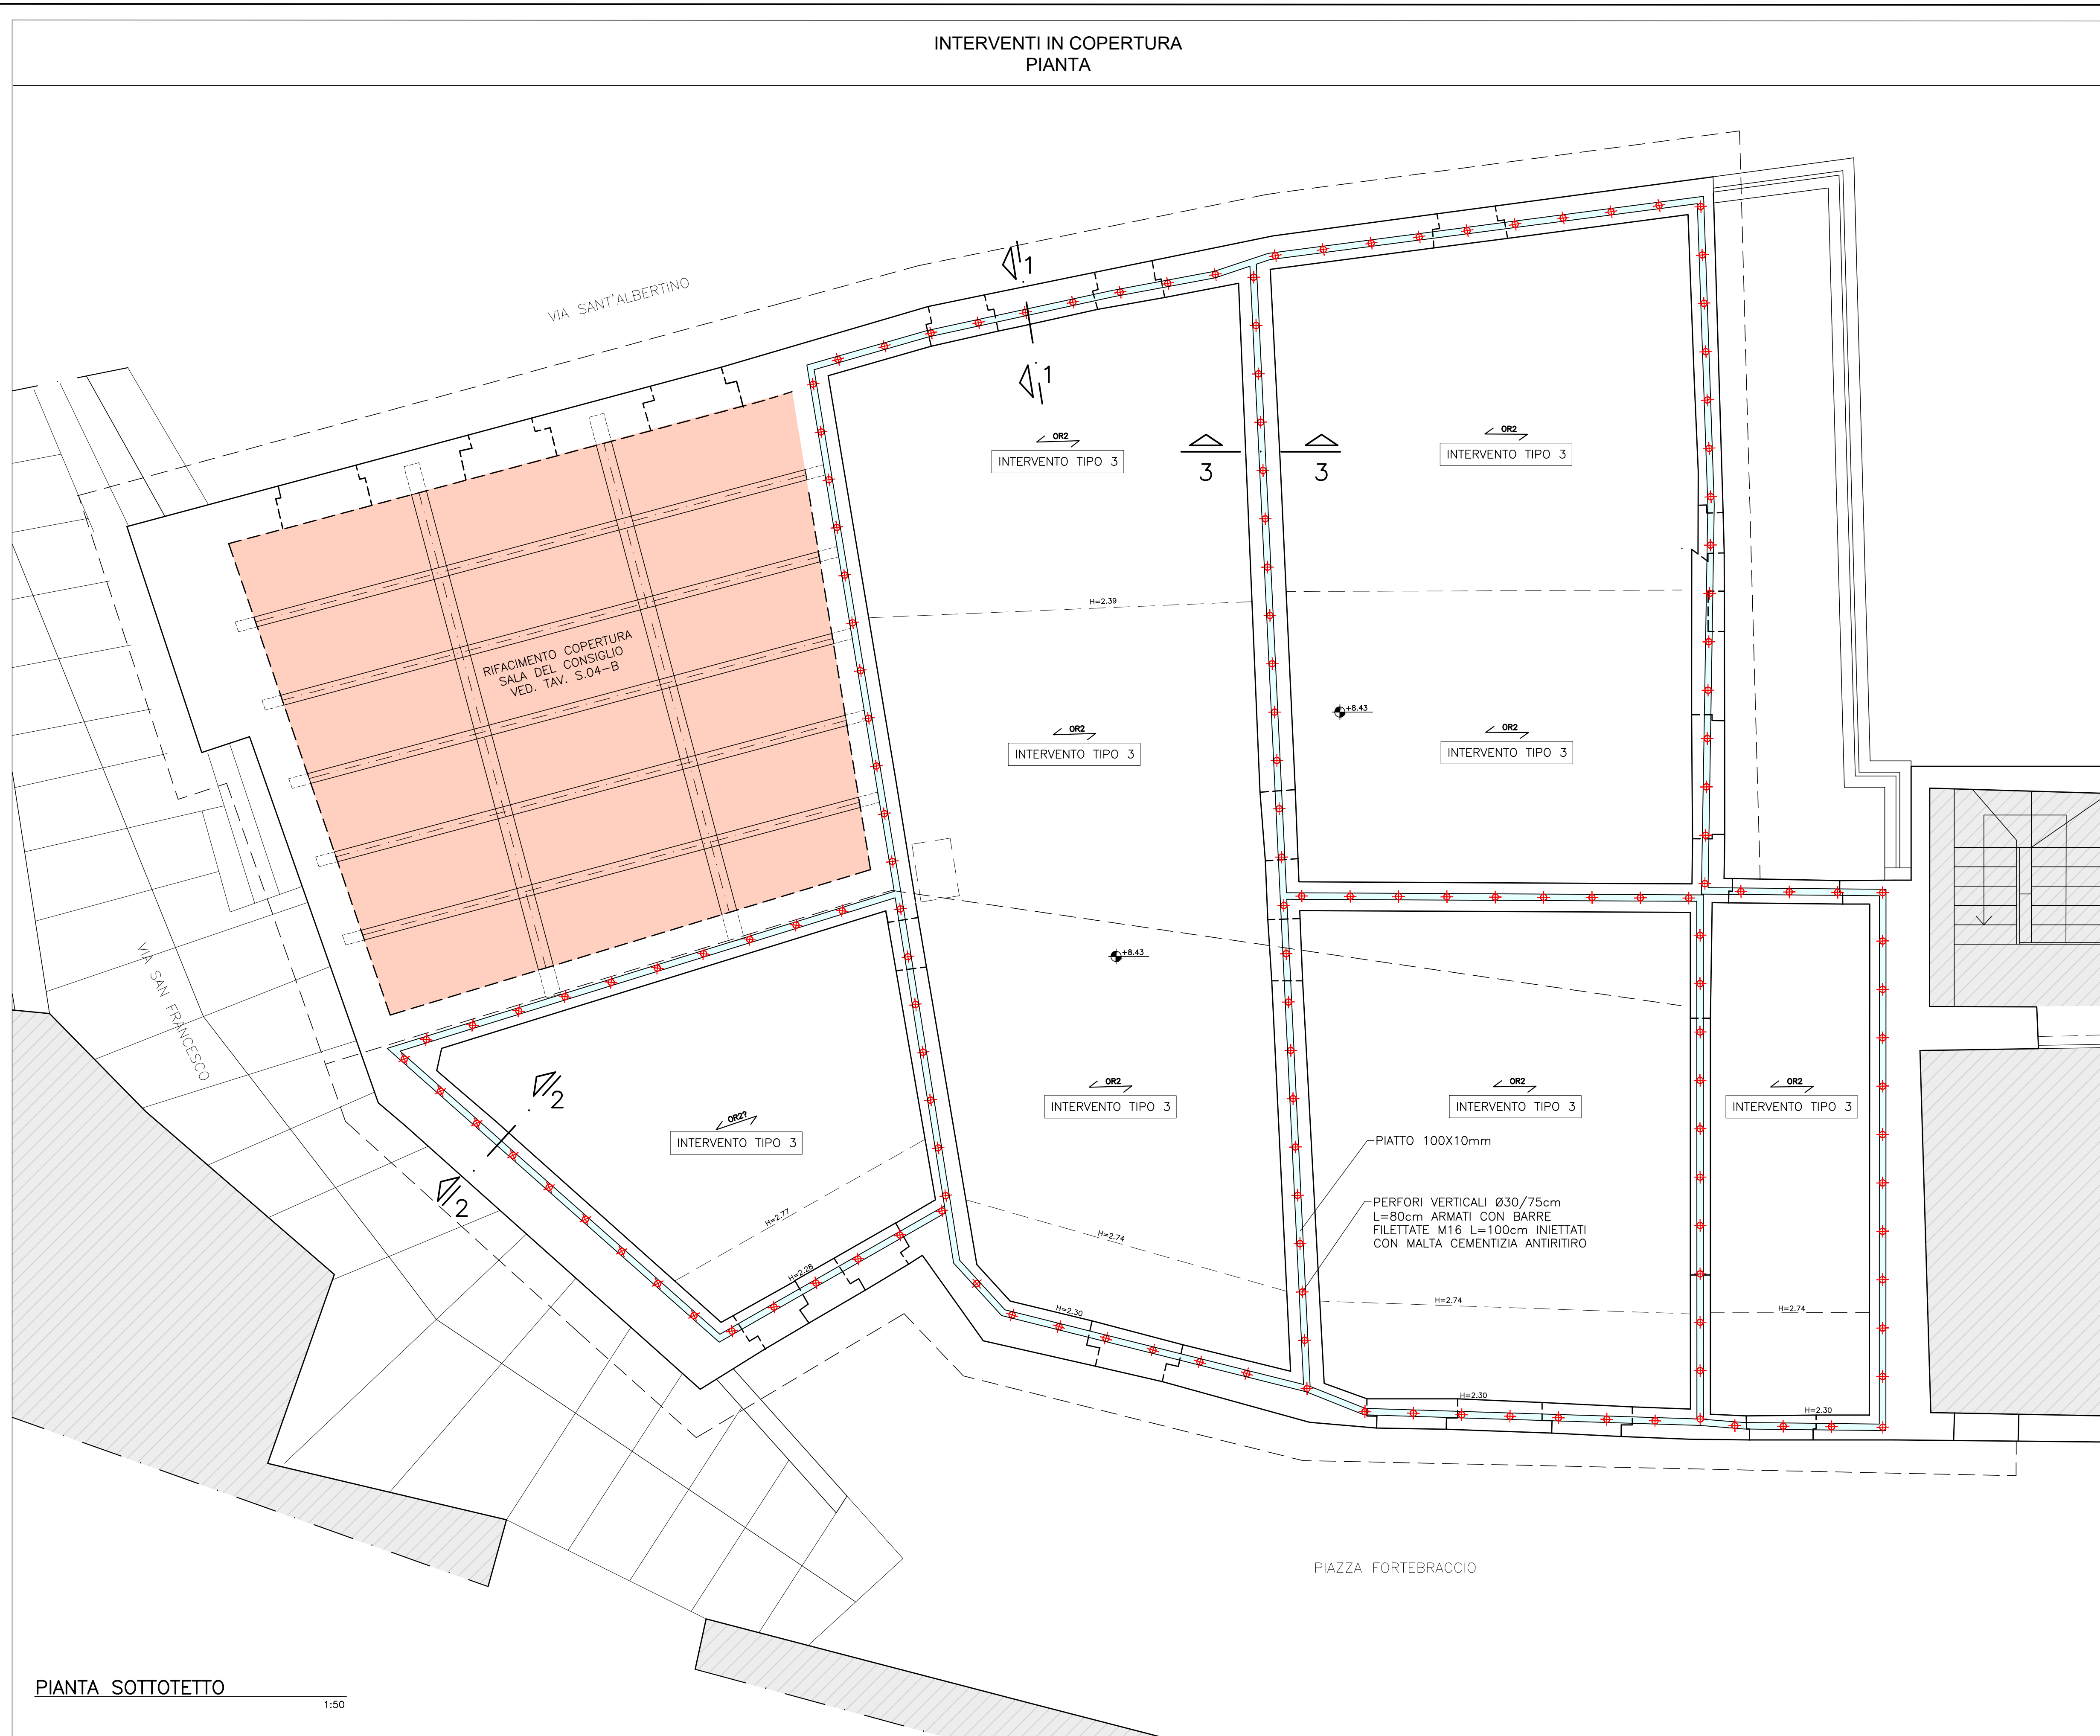 INTERVENTI IN COPERTURA
PIANTA
VIA SANT'ALBERTINO
1
1
OR2
INTERVENTO TIPO 3
3
3
OR2
INTERVENTO TIPO 3
H=2.39
RIFACIMENTO COPERTURA
SALA DEL CONSIGLIO
VED. TAV. S.04-B
+8.43
OR2
INTERVENTO TIPO 3
OR2
INTERVENTO TIPO 3
VIA SAN FRANCESCO
+8.43
2
2
OR2?
INTERVENTO TIPO 3
OR2
INTERVENTO TIPO 3
OR2
INTERVENTO TIPO 3
OR2
INTERVENTO TIPO 3
PIATTO 100X10mm
PERFORI VERTICALI Ø30/75cm
L=80cm ARMATI CON BARRE
FILETTATE M16 L=100cm INIETTATI
CON MALTA CEMENTIZIA ANTIRITIRO
H=2.77
H=2.74
H=2.28
H=2.30
H=2.74
H=2.74
H=2.30
H=2.30
PIAZZA FORTEBRACCIO
PIANTA SOTTOTETTO
1:50